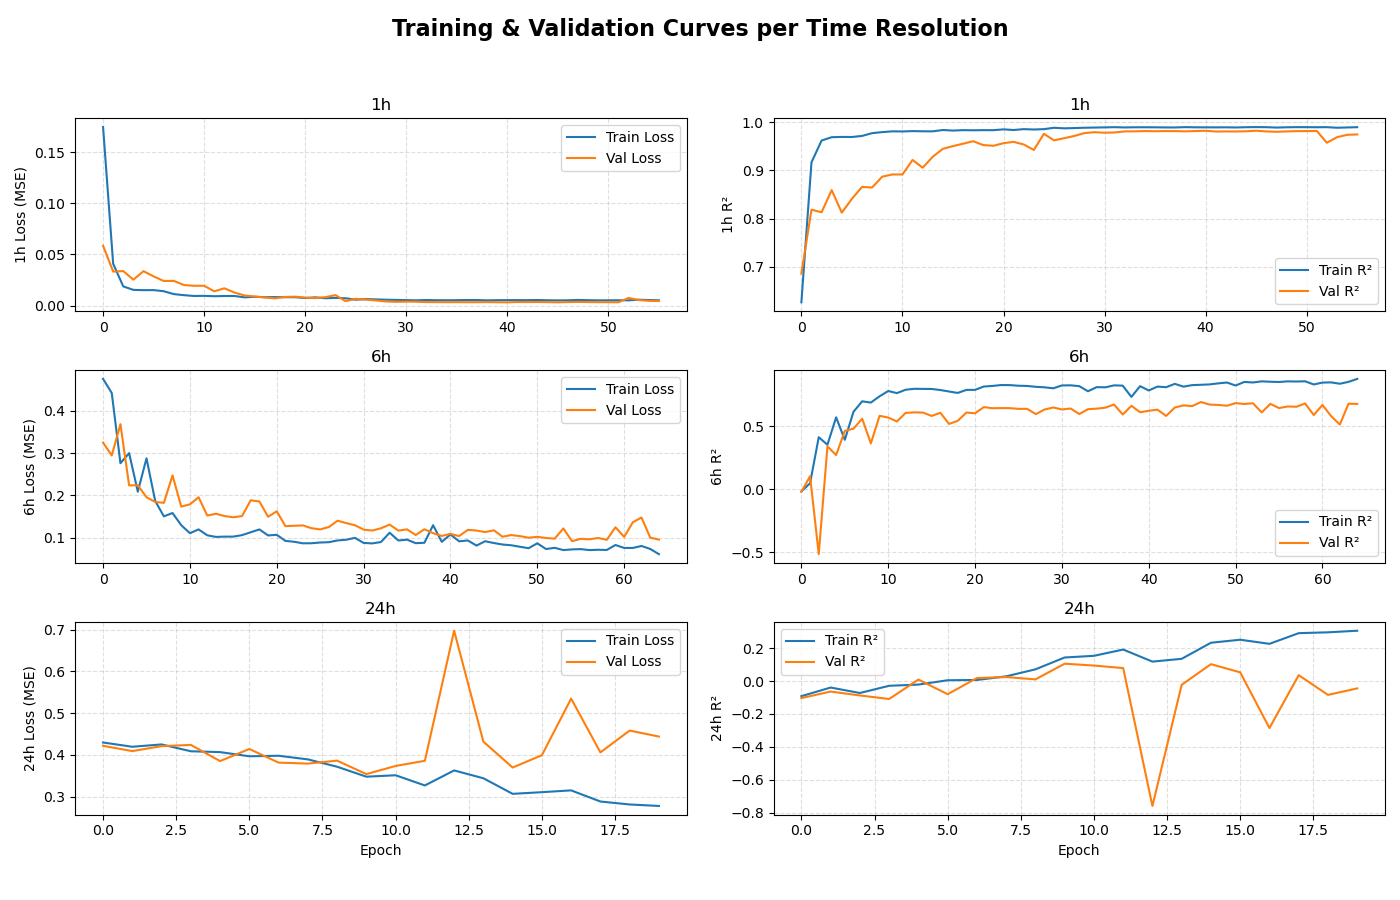 Training & Validation Curves per Time Resolution
1h
1h Loss (MSE)
0.15
0.10
0.05
0.00
Train Loss
Val Loss
0 10 20 30 40 50
1h
1h R²
1.0
0.9
0.8
0.7
Train R²
Val R²
0 10 20 30 40 50
6h
6h Loss (MSE)
0.4
0.3
0.2
0.1
Train Loss
Val Loss
0 10 20 30 40 50 60
6h
6h R²
0.5
0.0
−0.5
Train R²
Val R²
0 10 20 30 40 50 60
24h
24h Loss (MSE)
0.7
0.6
0.5
0.4
0.3
Train Loss
Val Loss
0.0 2.5 5.0 7.5 10.0 12.5 15.0 17.5
Epoch
24h
24h R²
0.2
0.0
−0.2
−0.4
−0.6
−0.8
Train R²
Val R²
0.0 2.5 5.0 7.5 10.0 12.5 15.0 17.5
Epoch